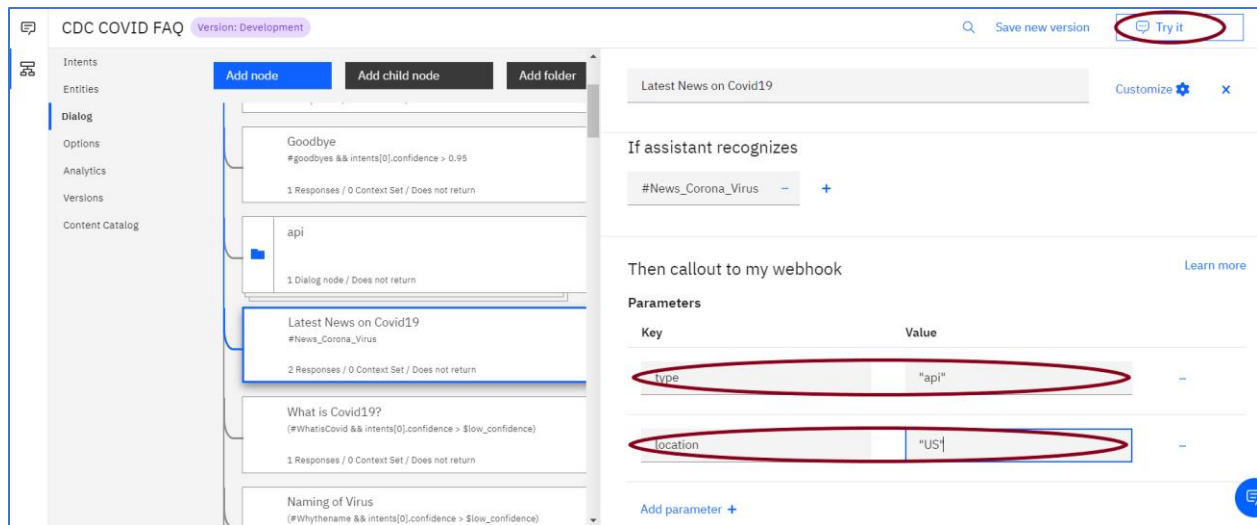 CDC COVID FAQ Version: Development
Save new version
Try it
Intents
Entities
Dialog
Options
Analytics
Versions
Content Catalog
Add node
Add child node
Add folder
Goodbye
#goodbyes && intents[0].confidence > 0.95
1 Responses / 0 Context Set / Does not return
api
1 Dialog node / Does not return
Latest News on Covid19
#News_Corona_Virus
2 Responses / 0 Context Set / Does not return
What is Covid19?
(#WhatisCovid && intents[0].confidence > $low_confidence)
1 Responses / 0 Context Set / Does not return
Naming of Virus
(#Whythename && intents[0].confidence > $low_confidence)
Latest News on Covid19
Customize
If assistant recognizes
#News_Corona_Virus
Then callout to my webhook
Learn more
Parameters
Key Value
type "api"
location "US"
Add parameter +